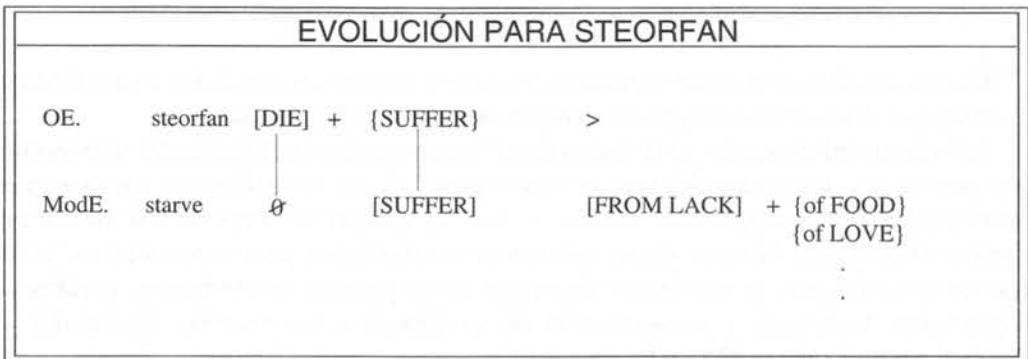 EVOLUCIÓN PARA STEORFAN
OE. steorfan [DIE] + {SUFFER} >
ModE. starve ø [SUFFER] [FROM LACK] + {of FOOD}
{of LOVE}
.
.